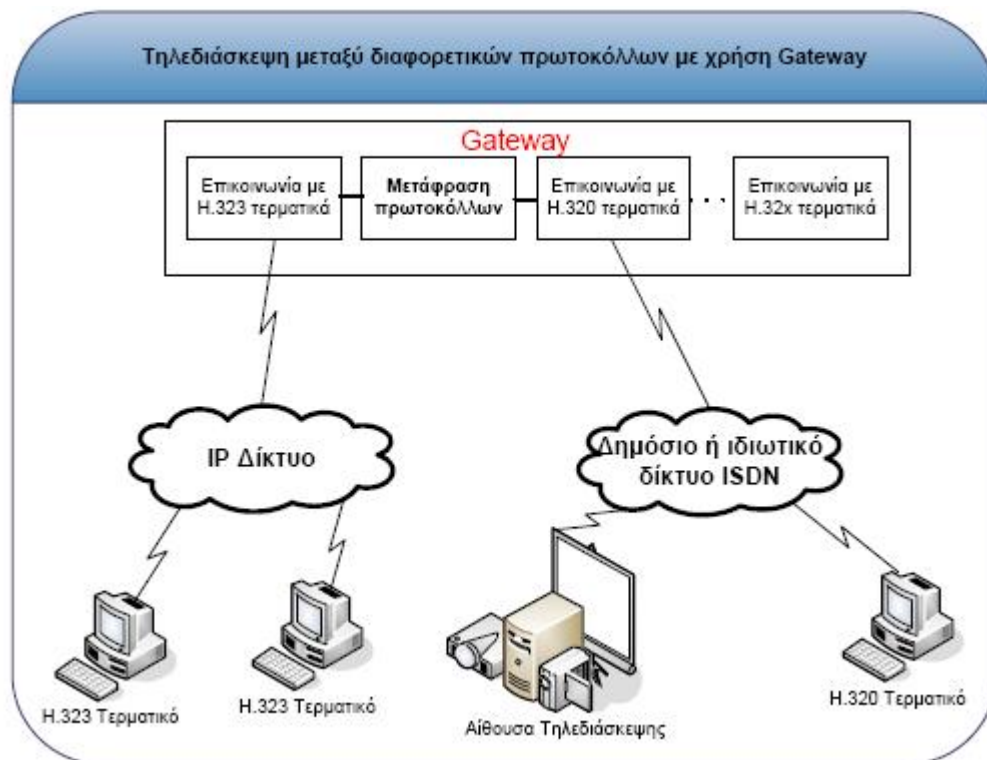 Τηλεδιάσκεψη μεταξύ διαφορετικών πρωτοκόλλων με χρήση Gateway
Gateway
Επικοινωνία με
H.323 τερματικά
Μετάφραση
πρωτοκόλλων
Επικοινωνία με
H.320 τερματικά
. . .
Επικοινωνία με
H.32x τερματικά
IP Δίκτυο
Δημόσιο ή ιδιωτικό
δίκτυο ISDN
H.323 Τερματικό
H.323 Τερματικό
Αίθουσα Τηλεδιάσκεψης
H.320 Τερματικό